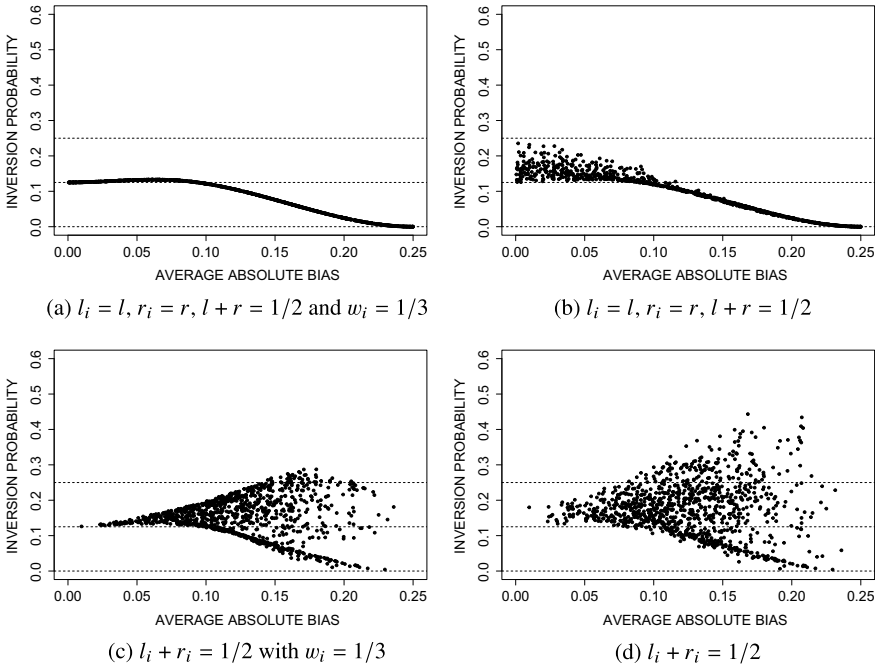 INVERSION PROBABILITY
0.0 0.1 0.2 0.3 0.4 0.5 0.6
0.00 0.05 0.10 0.15 0.20 0.25
AVERAGE ABSOLUTE BIAS
(a) l_i = l, r_i = r, l + r = 1/2 and w_i = 1/3
INVERSION PROBABILITY
0.0 0.1 0.2 0.3 0.4 0.5 0.6
0.00 0.05 0.10 0.15 0.20 0.25
AVERAGE ABSOLUTE BIAS
(b) l_i = l, r_i = r, l + r = 1/2
INVERSION PROBABILITY
0.0 0.1 0.2 0.3 0.4 0.5 0.6
0.00 0.05 0.10 0.15 0.20 0.25
AVERAGE ABSOLUTE BIAS
(c) l_i + r_i = 1/2 with w_i = 1/3
INVERSION PROBABILITY
0.0 0.1 0.2 0.3 0.4 0.5 0.6
0.00 0.05 0.10 0.15 0.20 0.25
AVERAGE ABSOLUTE BIAS
(d) l_i + r_i = 1/2